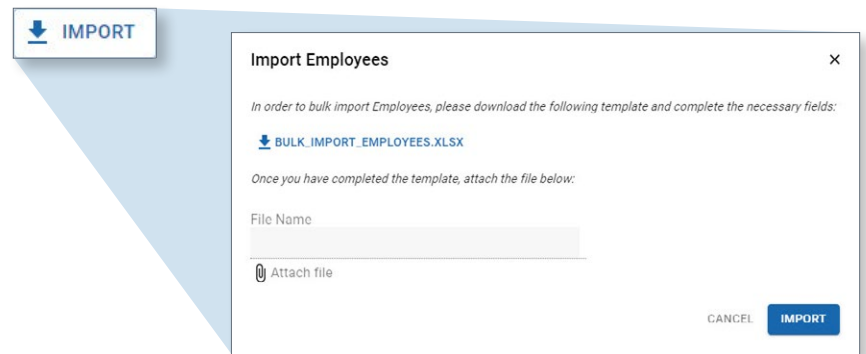 IMPORT
Import Employees
In order to bulk import Employees, please download the following template and complete the necessary fields:
BULK_IMPORT_EMPLOYEES.XLSX
Once you have completed the template, attach the file below:
File Name
Attach file
CANCEL IMPORT